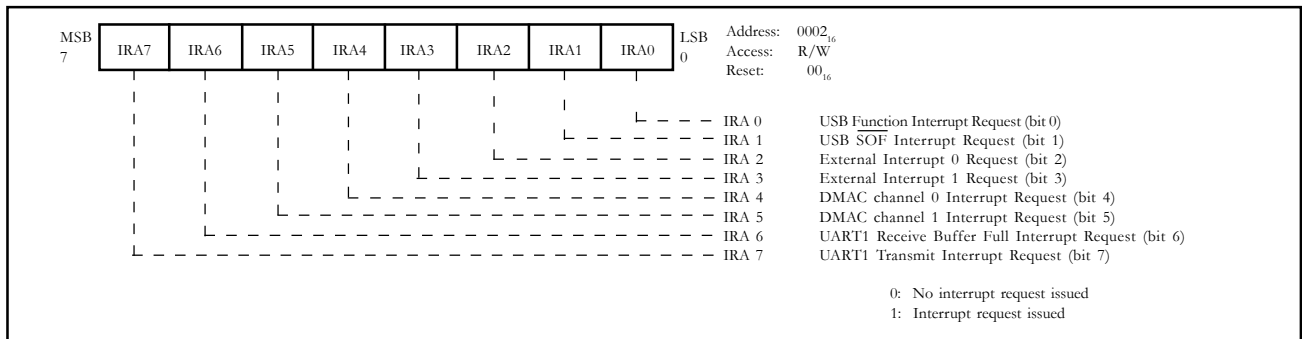 MSB 7 IRA7 IRA6 IRA5 IRA4 IRA3 IRA2 IRA1 IRA0 LSB 0
Address: 0002₁₆
Access: R/W
Reset: 00₁₆
IRA 0 USB Function Interrupt Request (bit 0)
IRA 1 USB S̅O̅F̅ Interrupt Request (bit 1)
IRA 2 External Interrupt 0 Request (bit 2)
IRA 3 External Interrupt 1 Request (bit 3)
IRA 4 DMAC channel 0 Interrupt Request (bit 4)
IRA 5 DMAC channel 1 Interrupt Request (bit 5)
IRA 6 UART1 Receive Buffer Full Interrupt Request (bit 6)
IRA 7 UART1 Transmit Interrupt Request (bit 7)
0: No interrupt request issued
1: Interrupt request issued